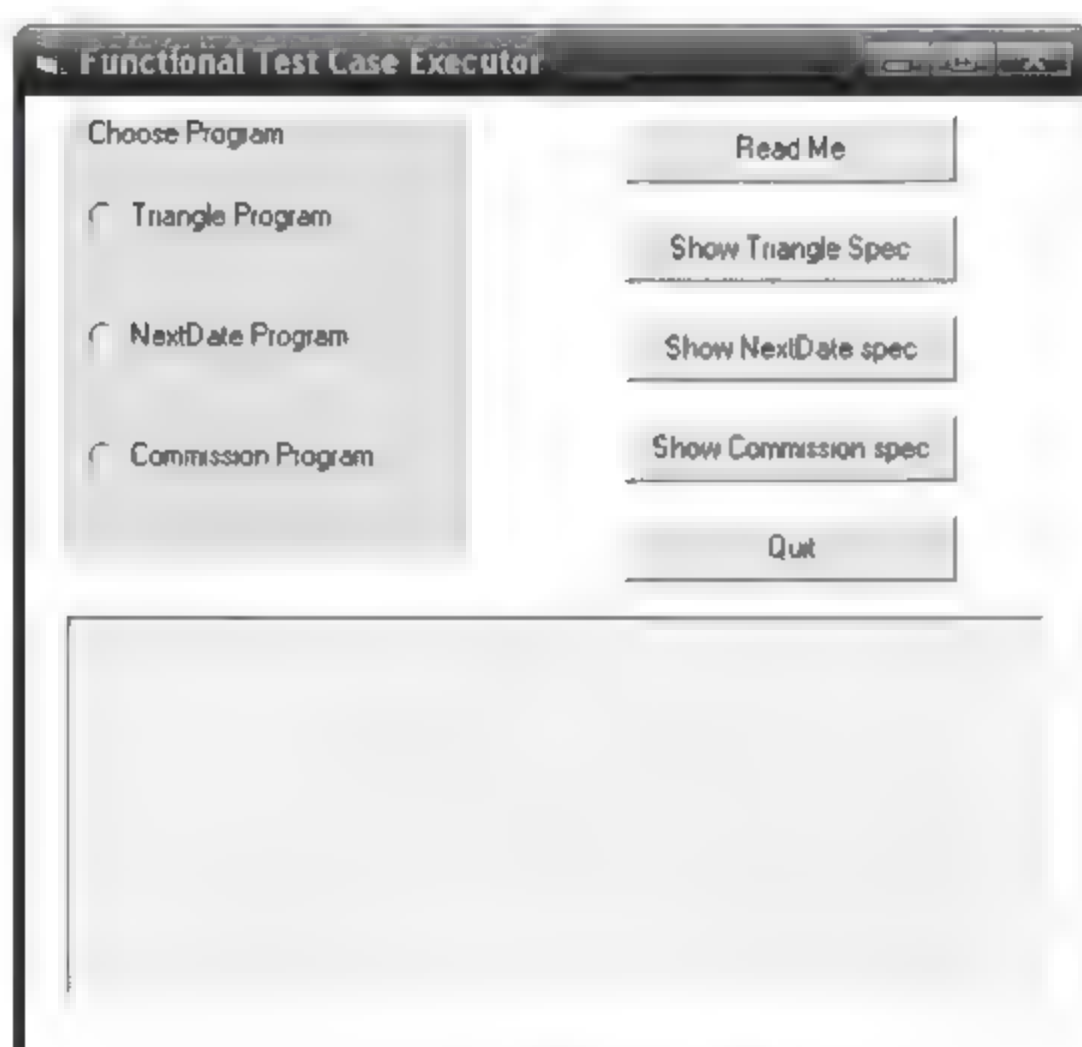 Functional Test Case Executor
Choose Program
Triangle Program
NextDate Program
Commission Program
Read Me
Show Triangle Spec
Show NextDate spec
Show Commission spec
Quit